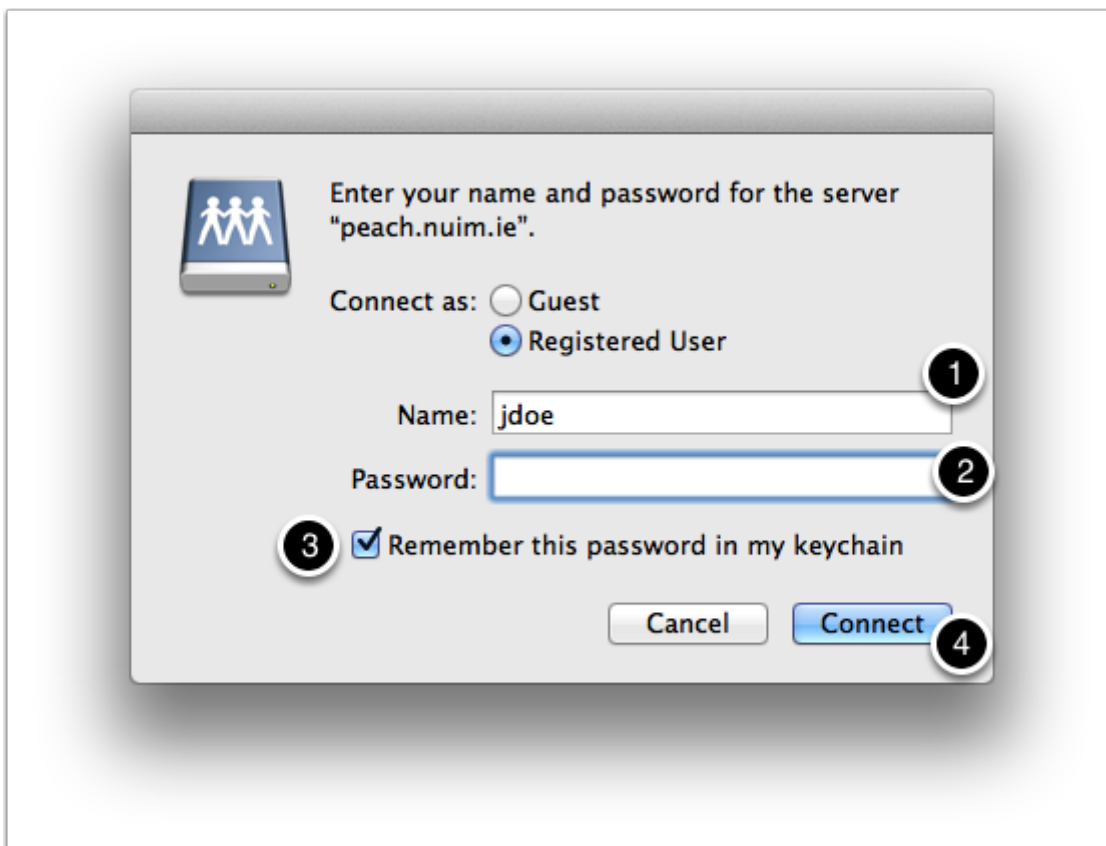 Enter your name and password for the server
“peach.nuim.ie”.
Connect as: Guest
Registered User
1
Name: jdoe
Password: 2
3 Remember this password in my keychain
Cancel Connect
4